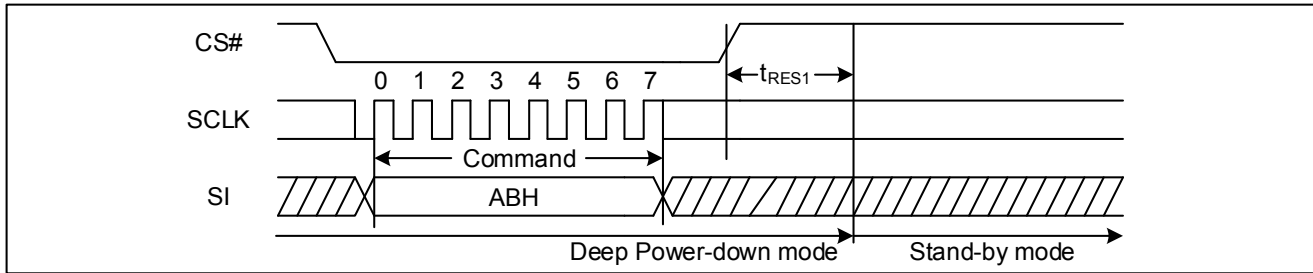 CS#
tRES1
0 1 2 3 4 5 6 7
SCLK
Command
SI
ABH
Deep Power-down mode Stand-by mode